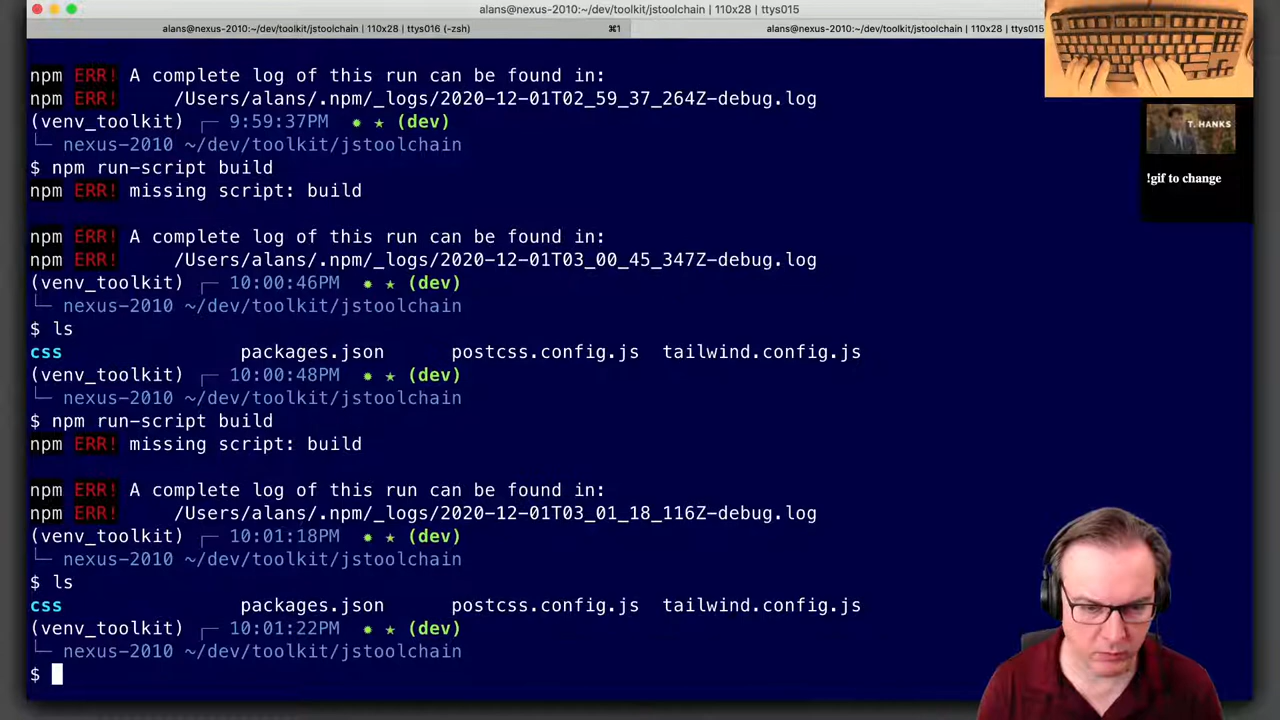 alans@nexus-2010:~/dev/toolkit/jstoolchain | 110x28 | ttys015
alans@nexus-2010:~/dev/toolkit/jstoolchain | 110x28 | ttys016 (-zsh)
⌘1
alans@nexus-2010:~/dev/toolkit/jstoolchain | 110x28 | ttys015
npm ERR! A complete log of this run can be found in:
npm ERR!     /Users/alans/.npm/_logs/2020-12-01T02_59_37_264Z-debug.log
(venv_toolkit) ┌─ 9:59:37PM  ✹ ★ (dev)
└─ nexus-2010 ~/dev/toolkit/jstoolchain
$ npm run-script build
npm ERR! missing script: build
npm ERR! A complete log of this run can be found in:
npm ERR!     /Users/alans/.npm/_logs/2020-12-01T03_00_45_347Z-debug.log
(venv_toolkit) ┌─ 10:00:46PM  ✹ ★ (dev)
└─ nexus-2010 ~/dev/toolkit/jstoolchain
$ ls
css                packages.json      postcss.config.js  tailwind.config.js
(venv_toolkit) ┌─ 10:00:48PM  ✹ ★ (dev)
└─ nexus-2010 ~/dev/toolkit/jstoolchain
$ npm run-script build
npm ERR! missing script: build
npm ERR! A complete log of this run can be found in:
npm ERR!     /Users/alans/.npm/_logs/2020-12-01T03_01_18_116Z-debug.log
(venv_toolkit) ┌─ 10:01:18PM  ✹ ★ (dev)
└─ nexus-2010 ~/dev/toolkit/jstoolchain
$ ls
css                packages.json      postcss.config.js  tailwind.config.js
(venv_toolkit) ┌─ 10:01:22PM  ✹ ★ (dev)
└─ nexus-2010 ~/dev/toolkit/jstoolchain
$
T. HANKS
!gif to change